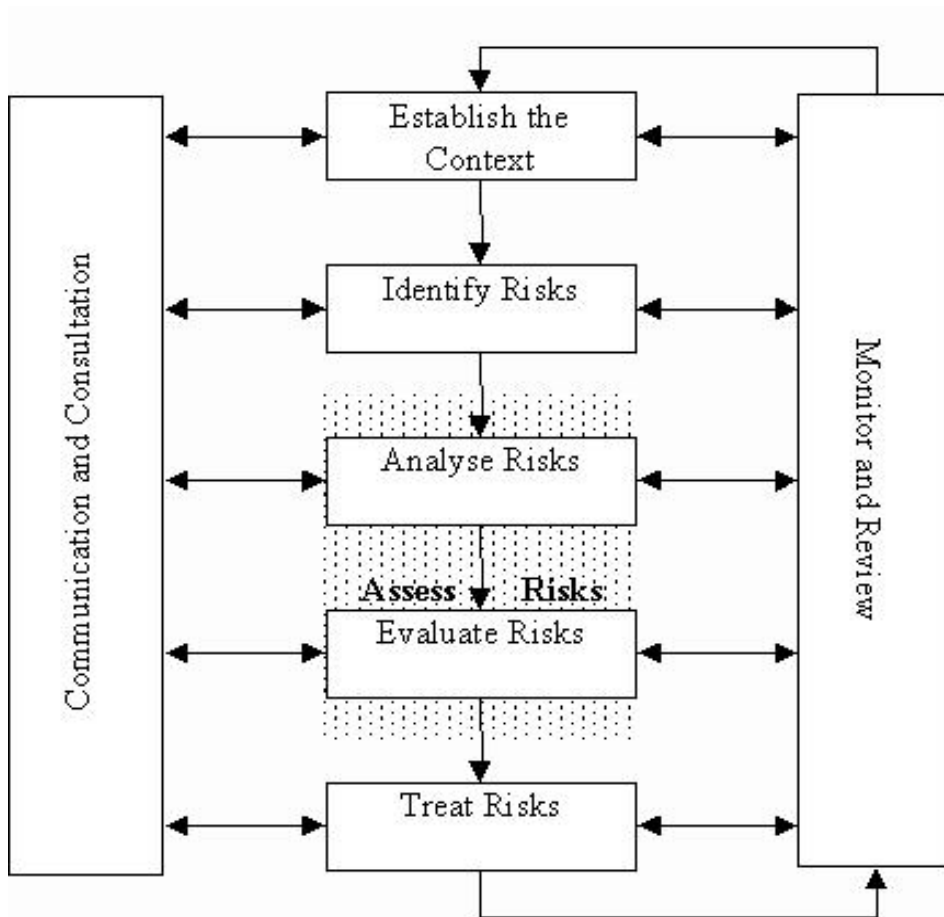 Establish the
Context
Identify Risks
Analyse Risks
Assess Risks
Evaluate Risks
Treat Risks
Communication and Consultation
Monitor and Review